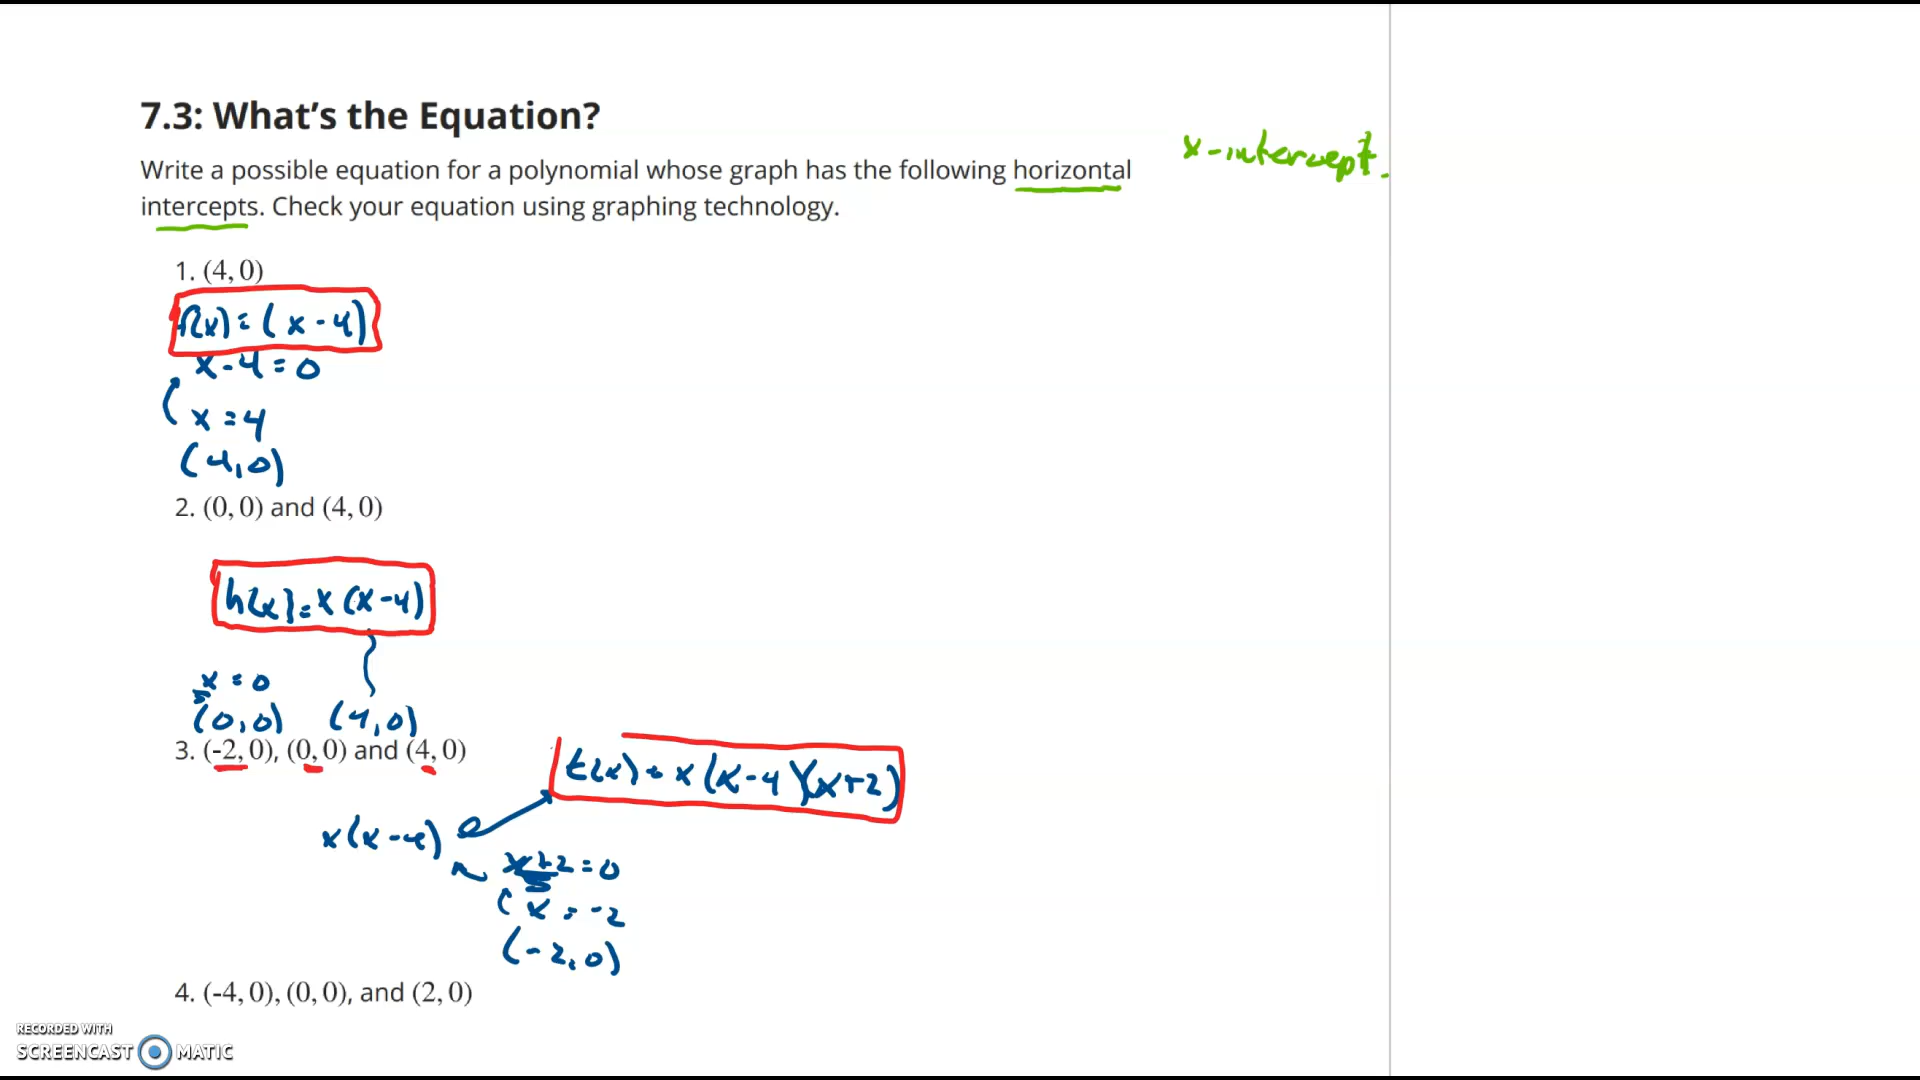 7.3: What's the Equation?
Write a possible equation for a polynomial whose graph has the following horizontal
intercepts. Check your equation using graphing technology.
x-intercept.
1. (4, 0)
f(x) = (x - 4)
x - 4 = 0
x = 4
(4, 0)
2. (0, 0) and (4, 0)
h(x) = x (x - 4)
x = 0
(0, 0) (4, 0)
3. (-2, 0), (0, 0) and (4, 0)
t(x) = x (x - 4)(x + 2)
x (x - 4)
x + 2 = 0
x = -2
(-2, 0)
4. (-4, 0), (0, 0), and (2, 0)
RECORDED WITH
SCREENCAST MATIC